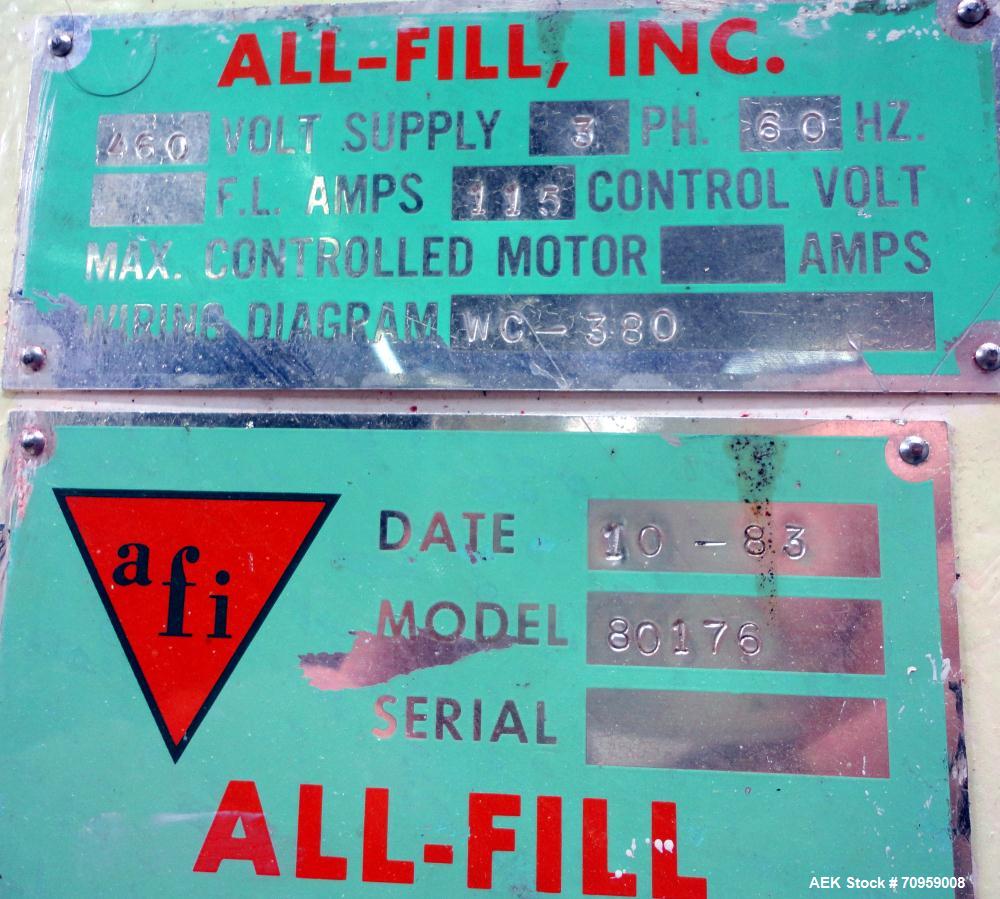 ALL-FILL, INC.
460 VOLT SUPPLY 3 PH. 60 HZ.
F.L. AMPS 115 CONTROL VOLT
MAX. CONTROLLED MOTOR AMPS
WIRING DIAGRAM WC-380
afi
DATE 10-83
MODEL 80176
SERIAL
ALL-FILL
AEK Stock # 70959008